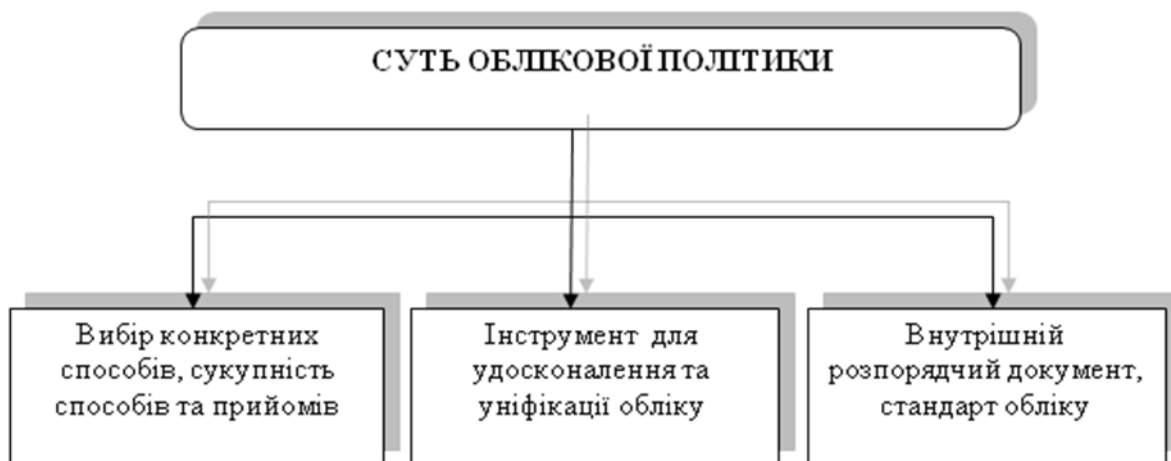 СУТЬ ОБЛІКОВОЇ ПОЛІТИКИ
Вибір конкретних
способів, сукупність
способів та прийомів
Інструмент для
удосконалення та
уніфікації обліку
Внутрішній
розпорядчий документ,
стандарт обліку